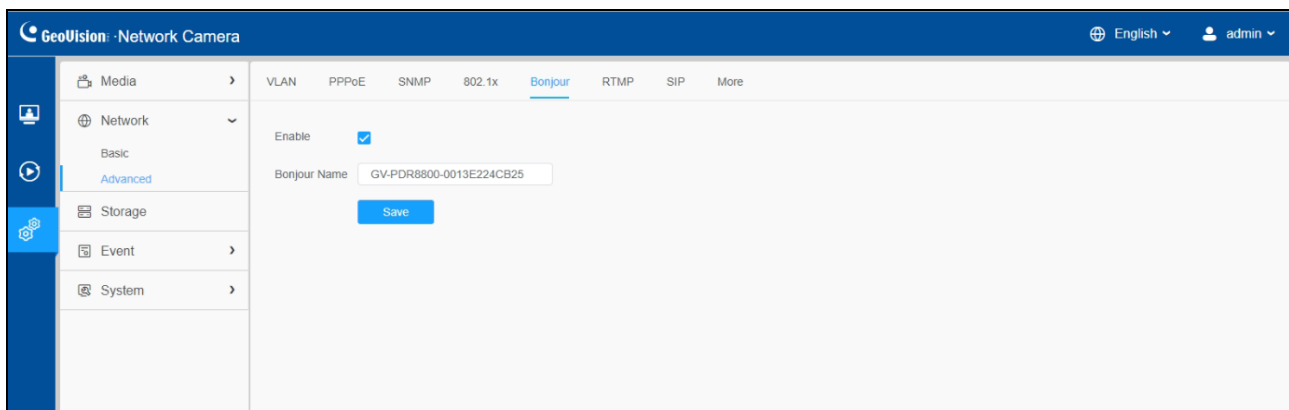 GeoVision Network Camera
English
admin
Media
Network
Basic
Advanced
Storage
Event
System
VLAN PPPoE SNMP 802.1x Bonjour RTMP SIP More
Enable
Bonjour Name GV-PDR8800-0013E224CB25
Save